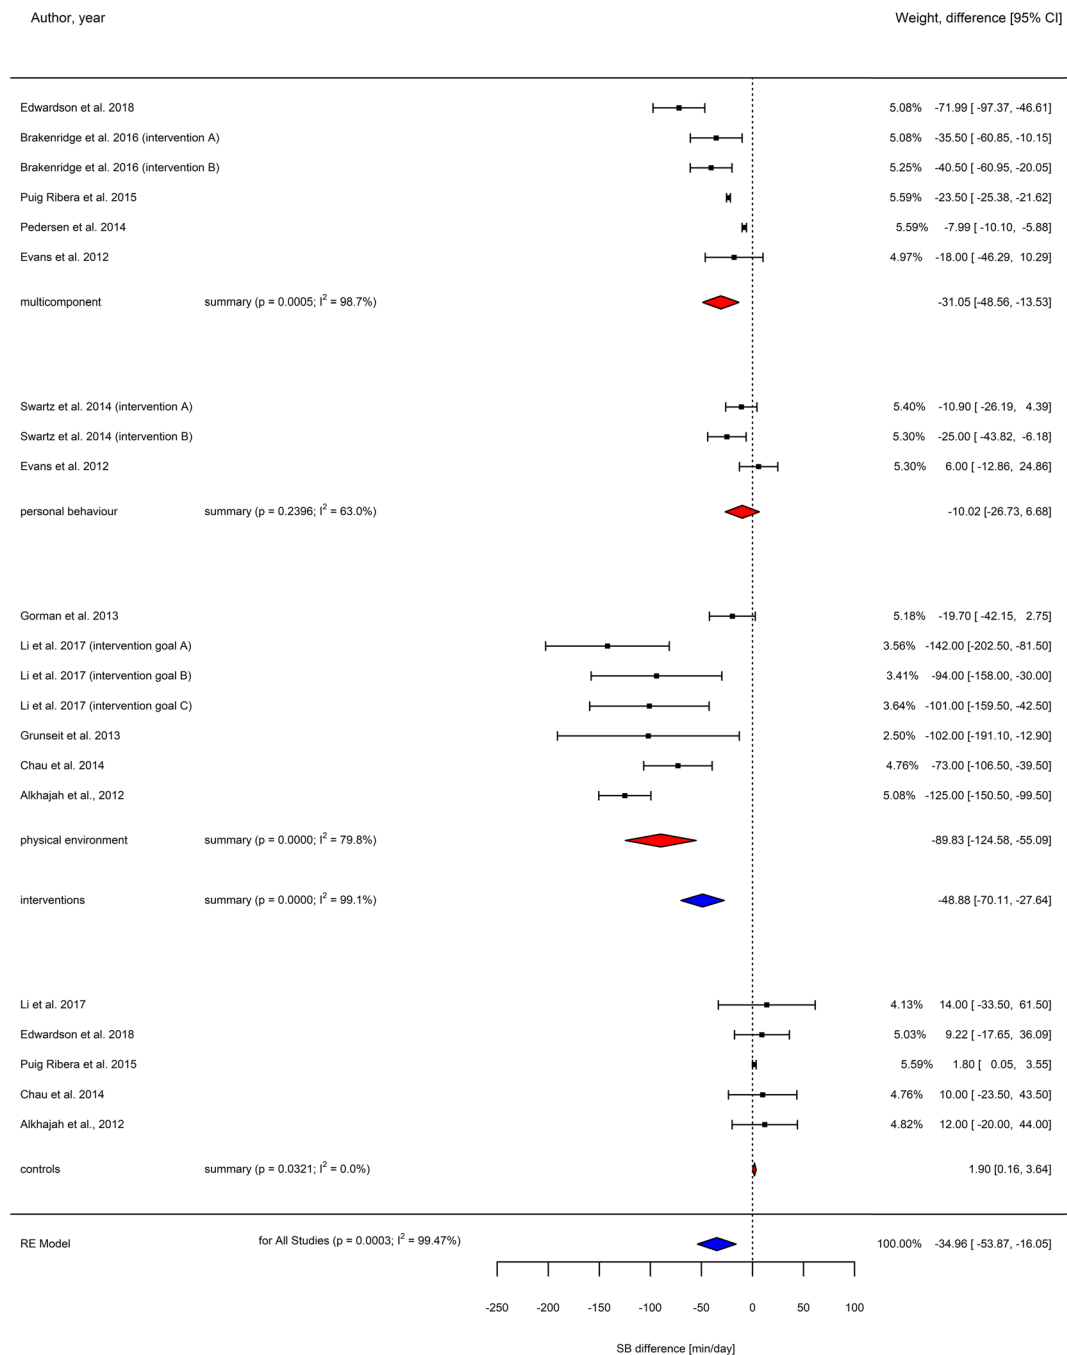 Author, year Weight, difference [95% CI]
Edwardson et al. 2018 5.08% -71.99 [ -97.37, -46.61]
Brakenridge et al. 2016 (intervention A) 5.08% -35.50 [ -60.85, -10.15]
Brakenridge et al. 2016 (intervention B) 5.25% -40.50 [ -60.95, -20.05]
Puig Ribera et al. 2015 5.59% -23.50 [ -25.38, -21.62]
Pedersen et al. 2014 5.59% -7.99 [ -10.10, -5.88]
Evans et al. 2012 4.97% -18.00 [ -46.29, 10.29]
multicomponent summary (p = 0.0005; I² = 98.7%) -31.05 [-48.56, -13.53]
Swartz et al. 2014 (intervention A) 5.40% -10.90 [ -26.19, 4.39]
Swartz et al. 2014 (intervention B) 5.30% -25.00 [ -43.82, -6.18]
Evans et al. 2012 5.30% 6.00 [ -12.86, 24.86]
personal behaviour summary (p = 0.2396; I² = 63.0%) -10.02 [-26.73, 6.68]
Gorman et al. 2013 5.18% -19.70 [ -42.15, 2.75]
Li et al. 2017 (intervention goal A) 3.56% -142.00 [-202.50, -81.50]
Li et al. 2017 (intervention goal B) 3.41% -94.00 [-158.00, -30.00]
Li et al. 2017 (intervention goal C) 3.64% -101.00 [-159.50, -42.50]
Grunseit et al. 2013 2.50% -102.00 [-191.10, -12.90]
Chau et al. 2014 4.76% -73.00 [-106.50, -39.50]
Alkhajah et al., 2012 5.08% -125.00 [-150.50, -99.50]
physical environment summary (p = 0.0000; I² = 79.8%) -89.83 [-124.58, -55.09]
interventions summary (p = 0.0000; I² = 99.1%) -48.88 [-70.11, -27.64]
Li et al. 2017 4.13% 14.00 [ -33.50, 61.50]
Edwardson et al. 2018 5.03% 9.22 [ -17.65, 36.09]
Puig Ribera et al. 2015 5.59% 1.80 [ 0.05, 3.55]
Chau et al. 2014 4.76% 10.00 [ -23.50, 43.50]
Alkhajah et al., 2012 4.82% 12.00 [ -20.00, 44.00]
controls summary (p = 0.0321; I² = 0.0%) 1.90 [0.16, 3.64]
RE Model for All Studies (p = 0.0003; I² = 99.47%) 100.00% -34.96 [ -53.87, -16.05]
-250 -200 -150 -100 -50 0 50 100
SB difference [min/day]